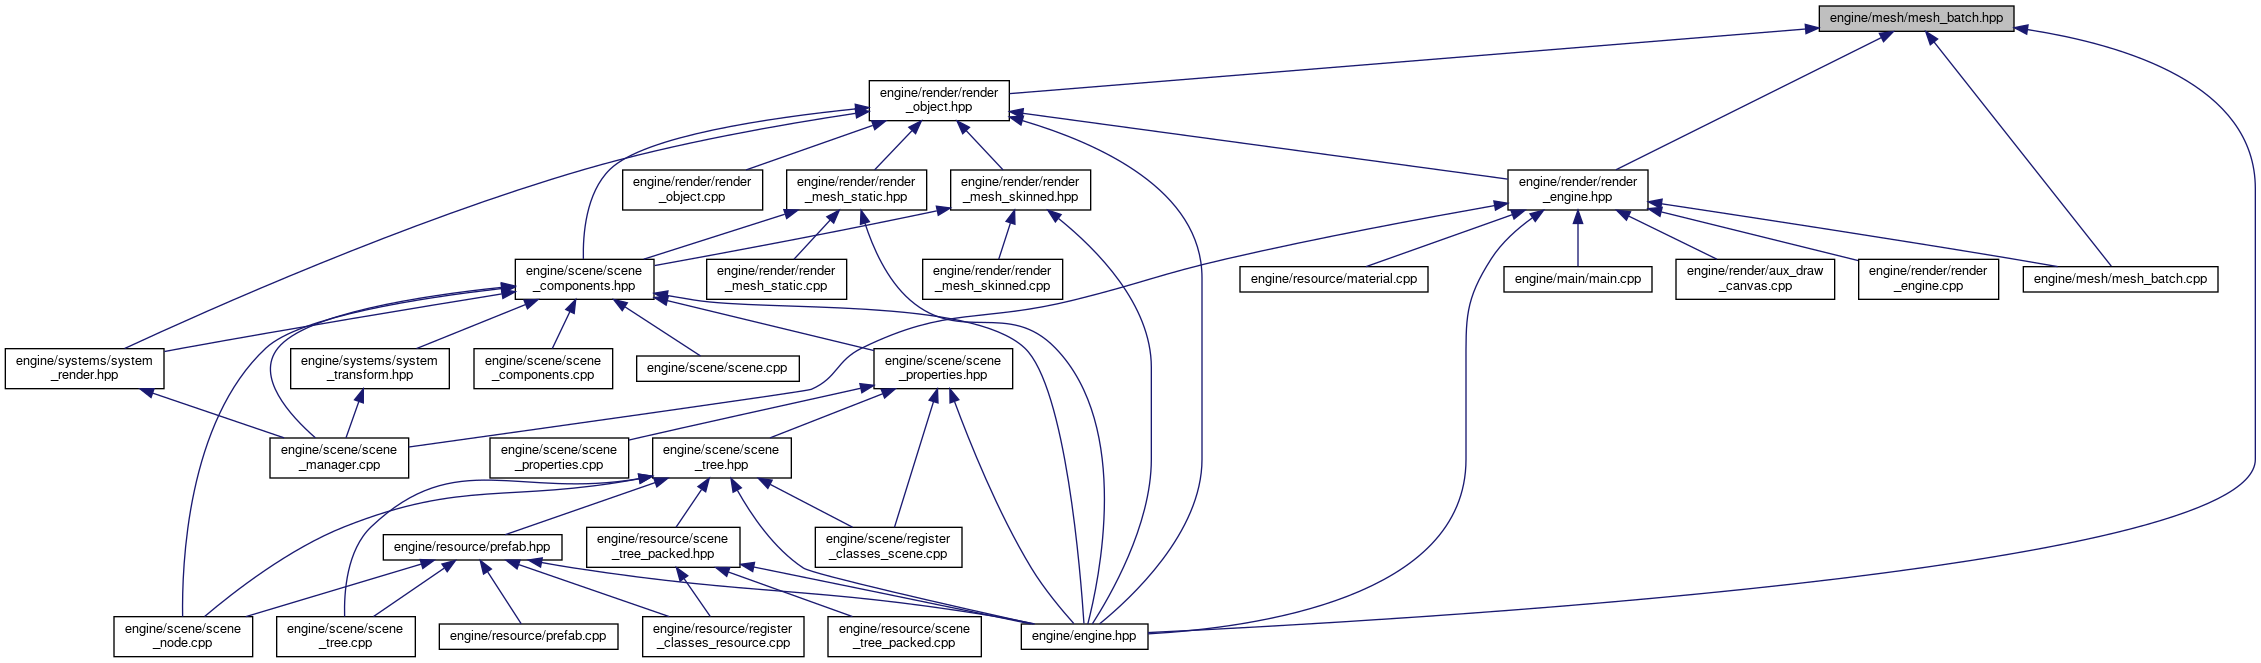 engine/mesh/mesh_batch.hpp
engine/render/render
_object.hpp
engine/render/render
_object.cpp
engine/render/render
_mesh_static.hpp
engine/render/render
_mesh_skinned.hpp
engine/render/render
_engine.hpp
engine/scene/scene
_components.hpp
engine/render/render
_mesh_static.cpp
engine/render/render
_mesh_skinned.cpp
engine/resource/material.cpp
engine/main/main.cpp
engine/render/aux_draw
_canvas.cpp
engine/render/render
_engine.cpp
engine/mesh/mesh_batch.cpp
engine/systems/system
_render.hpp
engine/systems/system
_transform.hpp
engine/scene/scene
_components.cpp
engine/scene/scene.cpp
engine/scene/scene
_properties.hpp
engine/scene/scene
_manager.cpp
engine/scene/scene
_properties.cpp
engine/scene/scene
_tree.hpp
engine/resource/prefab.hpp
engine/resource/scene
_tree_packed.hpp
engine/scene/register
_classes_scene.cpp
engine/scene/scene
_node.cpp
engine/scene/scene
_tree.cpp
engine/resource/prefab.cpp
engine/resource/register
_classes_resource.cpp
engine/resource/scene
_tree_packed.cpp
engine/engine.hpp